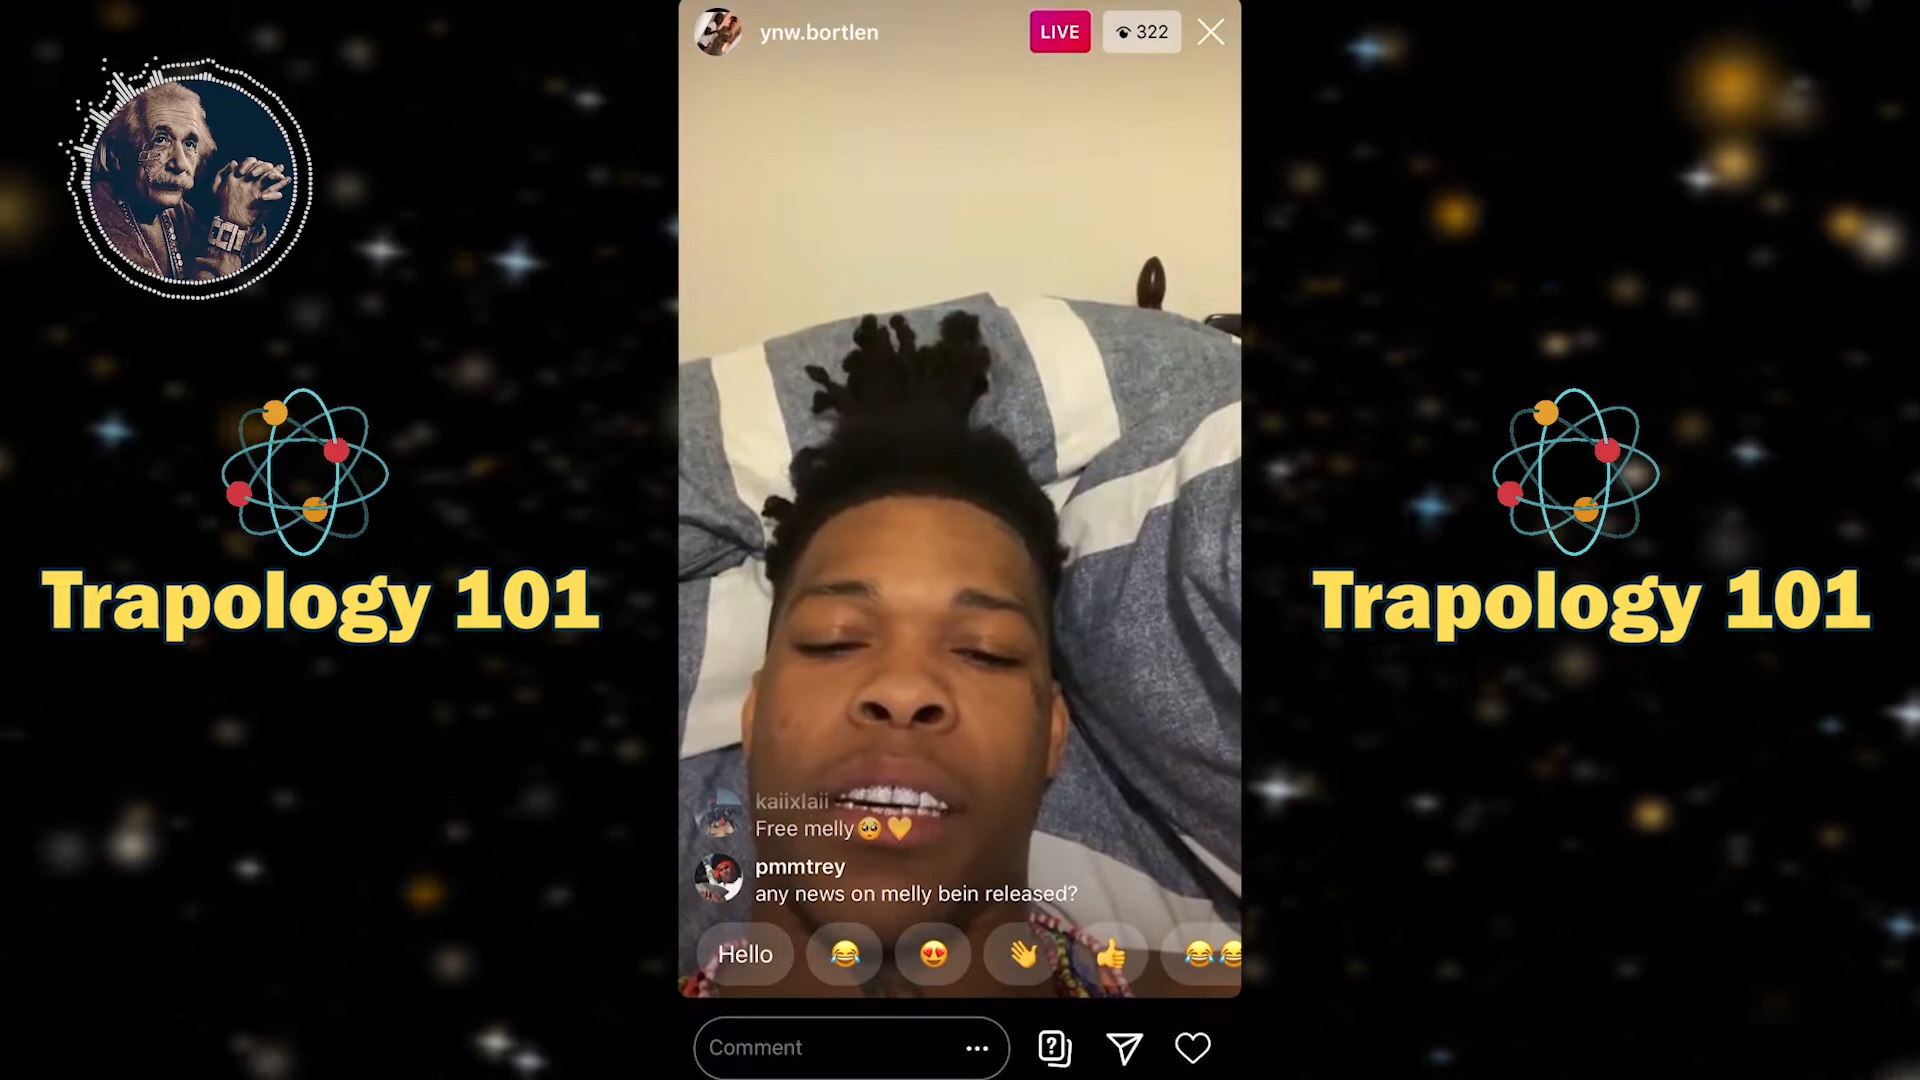 ynw.bortlen
LIVE
322
Trapology 101
Trapology 101
kaiixlaii
Free melly🥺💛
pmmtrey
any news on melly bein released?
Hello 😂 😍 👋 👍 😂😂
Comment